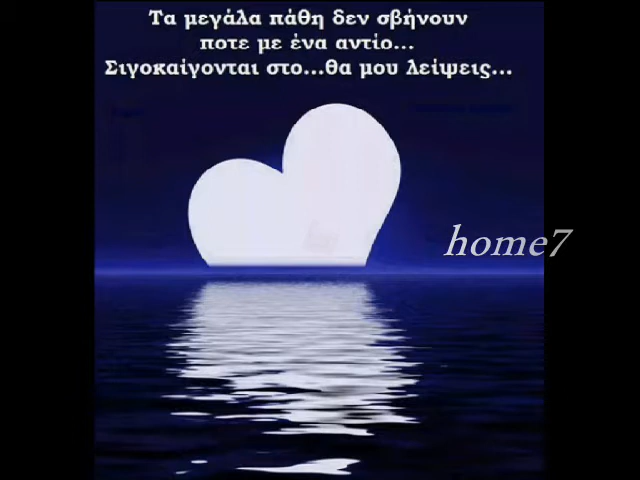 Τα μεγάλα πάθη δεν σβήνουν
ποτε με ένα αντίο...
Σιγοκαίγονται στο...θα μου λείψεις...
home7